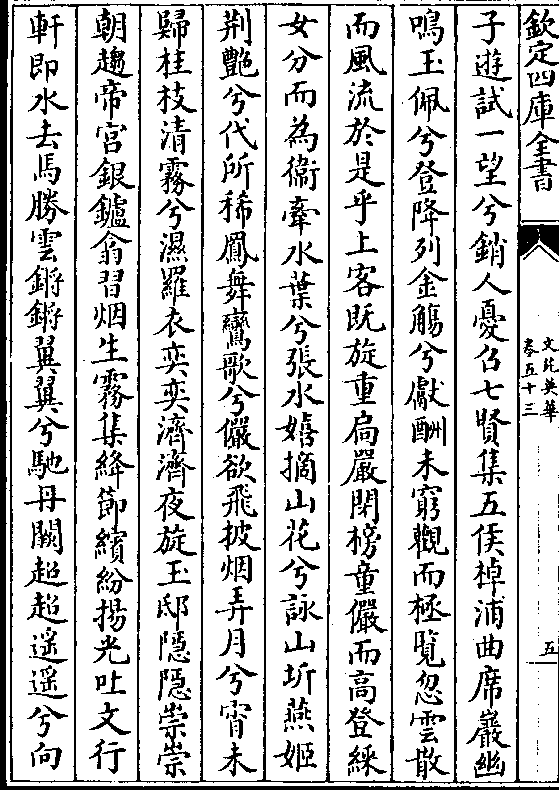 欽定四庫全書
文苑英華
卷五十三
五
子遊試一望兮銷人憂召七賢集五侯棹浦曲席巖幽
鳴玉佩兮登降列金觴兮獻酬未窮觀而極覧忽雲散
而風流於是乎上客既旋重扃嚴閉榜童儼而高登綵
女分而為衞牽水葉兮張水嬉摘山花兮詠山圻燕姬
荆艶兮代所稀鳳舞鸞歌兮儼欲飛披烟弄月兮宵未
歸桂枝清霧兮濕羅衣奕奕濟濟夜旋玉邸隱隱崇崇
朝趨帝宮銀鑪翕習烟生霧集絳節繽紛揚光吐文行
軒即水去馬勝雲鏘鏘翼翼兮馳丹闕超超遥遥兮向